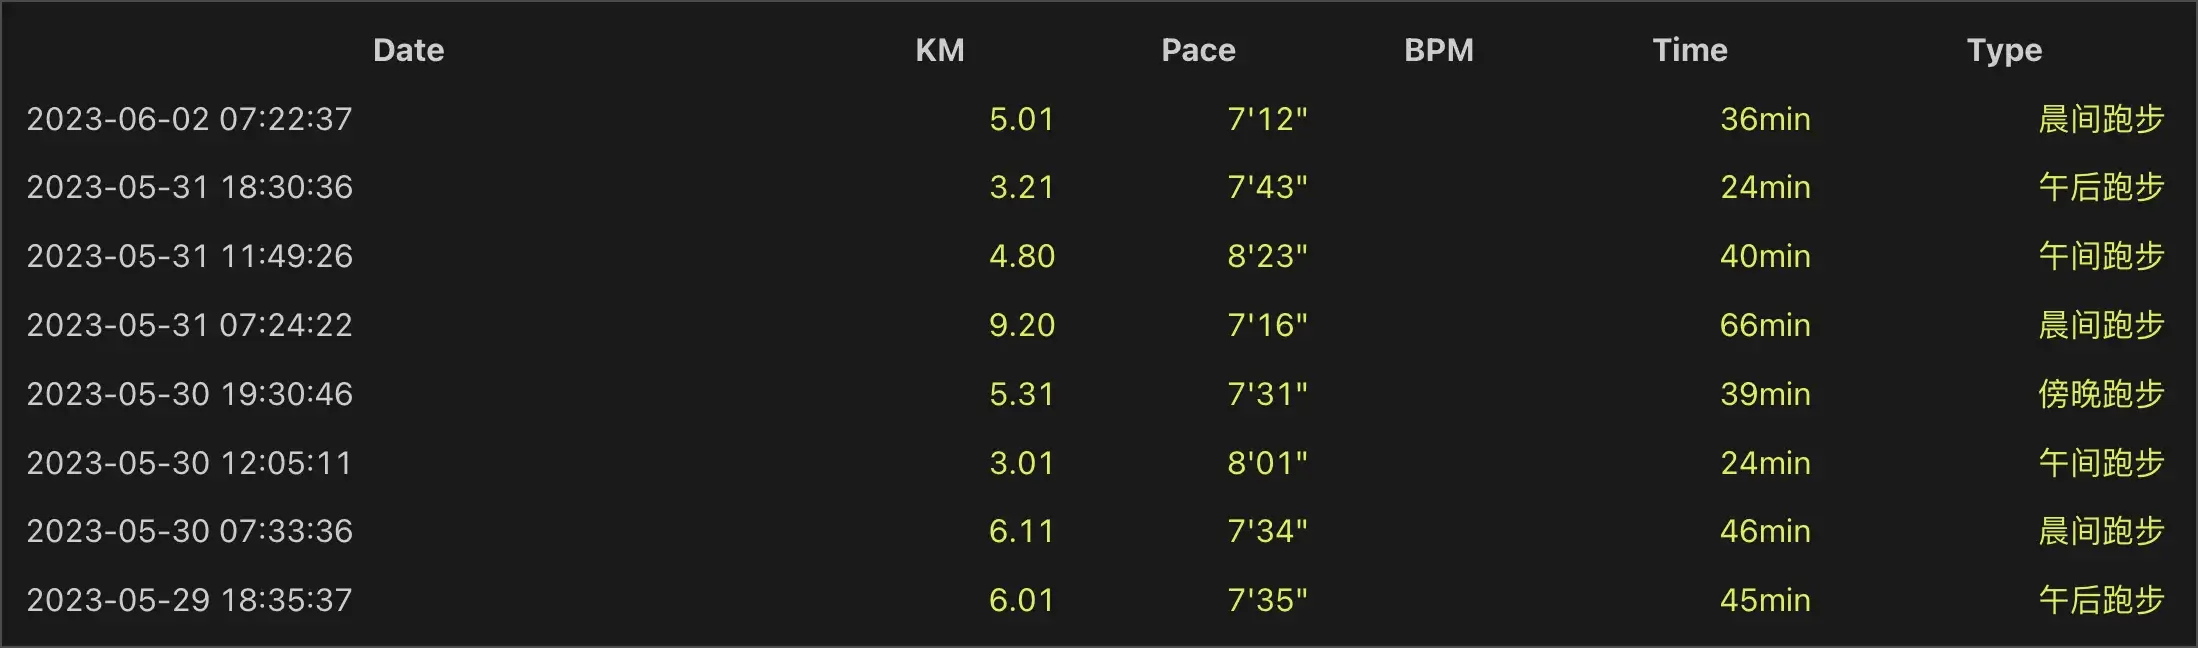 Date KM Pace BPM Time Type
2023-06-02 07:22:37 5.01 7'12" 36min 晨间跑步
2023-05-31 18:30:36 3.21 7'43" 24min 午后跑步
2023-05-31 11:49:26 4.80 8'23" 40min 午间跑步
2023-05-31 07:24:22 9.20 7'16" 66min 晨间跑步
2023-05-30 19:30:46 5.31 7'31" 39min 傍晚跑步
2023-05-30 12:05:11 3.01 8'01" 24min 午间跑步
2023-05-30 07:33:36 6.11 7'34" 46min 晨间跑步
2023-05-29 18:35:37 6.01 7'35" 45min 午后跑步